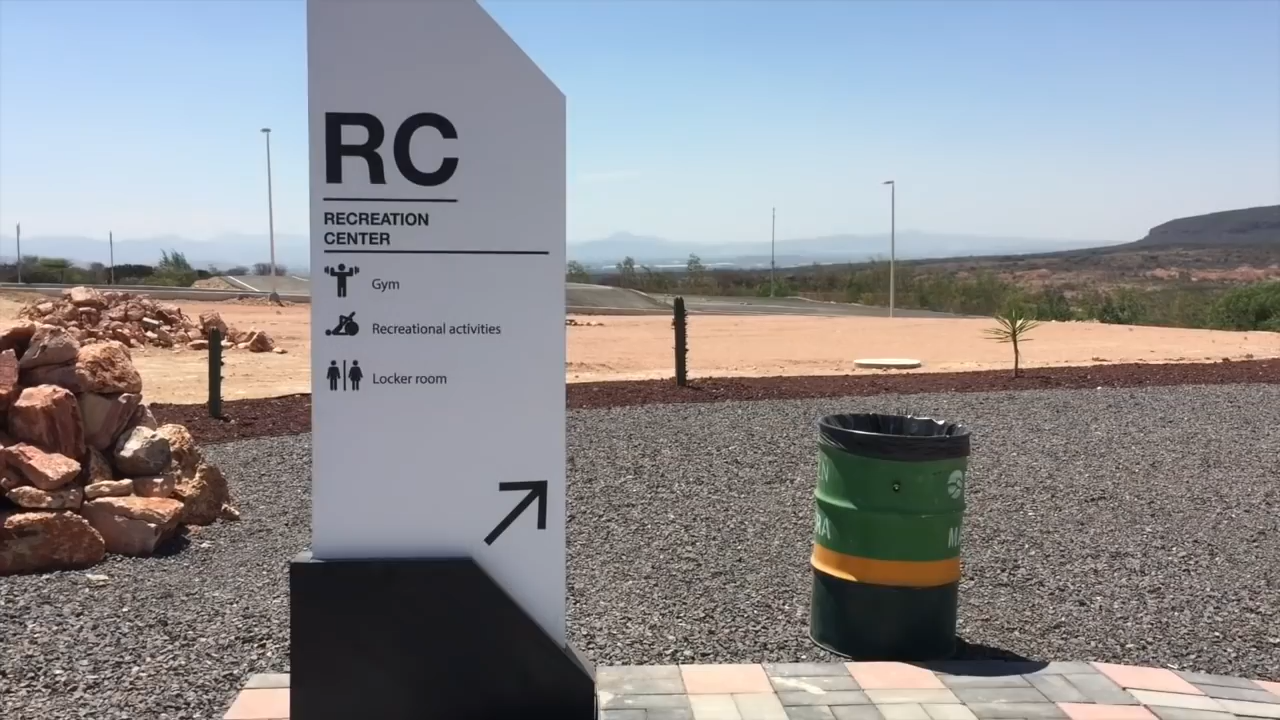 RC
RECREATION
CENTER
Gym
Recreational activities
Locker room